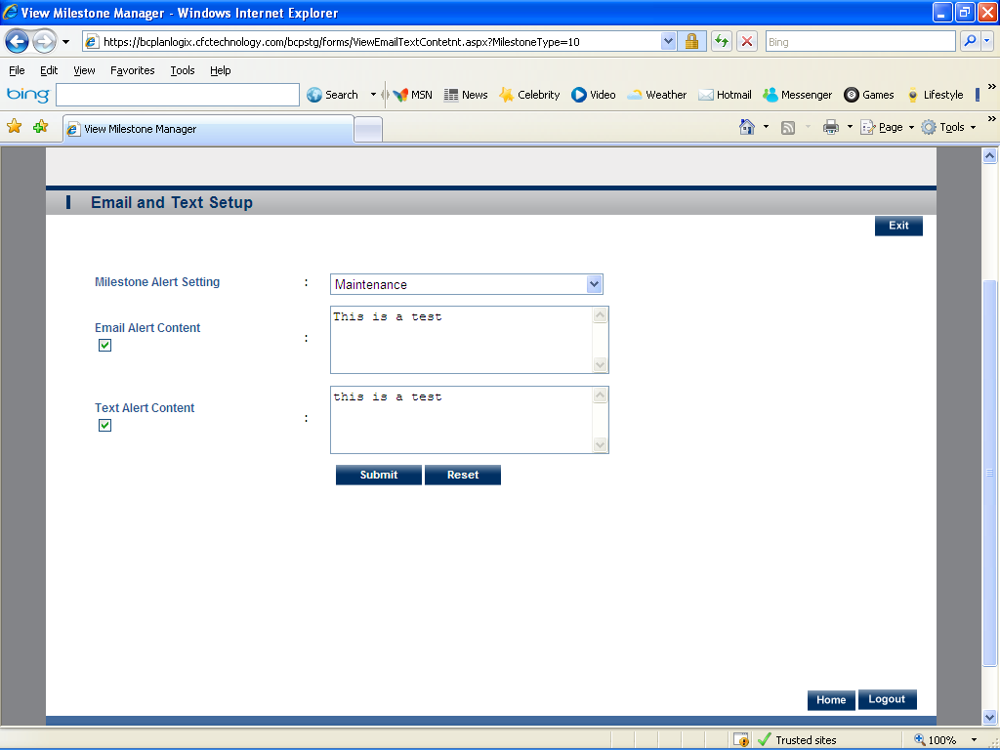 View Milestone Manager - Windows Internet Explorer
https://bcplanlogix.cfctechnology.com/bcpstg/forms/ViewEmailTextContetnt.aspx?MilestoneType=10
Bing
File Edit View Favorites Tools Help
bing Search MSN News Celebrity Video Weather Hotmail Messenger Games Lifestyle
View Milestone Manager
Page Tools
Email and Text Setup
Exit
Milestone Alert Setting : Maintenance
Email Alert Content : This is a test
Text Alert Content : this is a test
Submit Reset
Home Logout
Trusted sites 100%